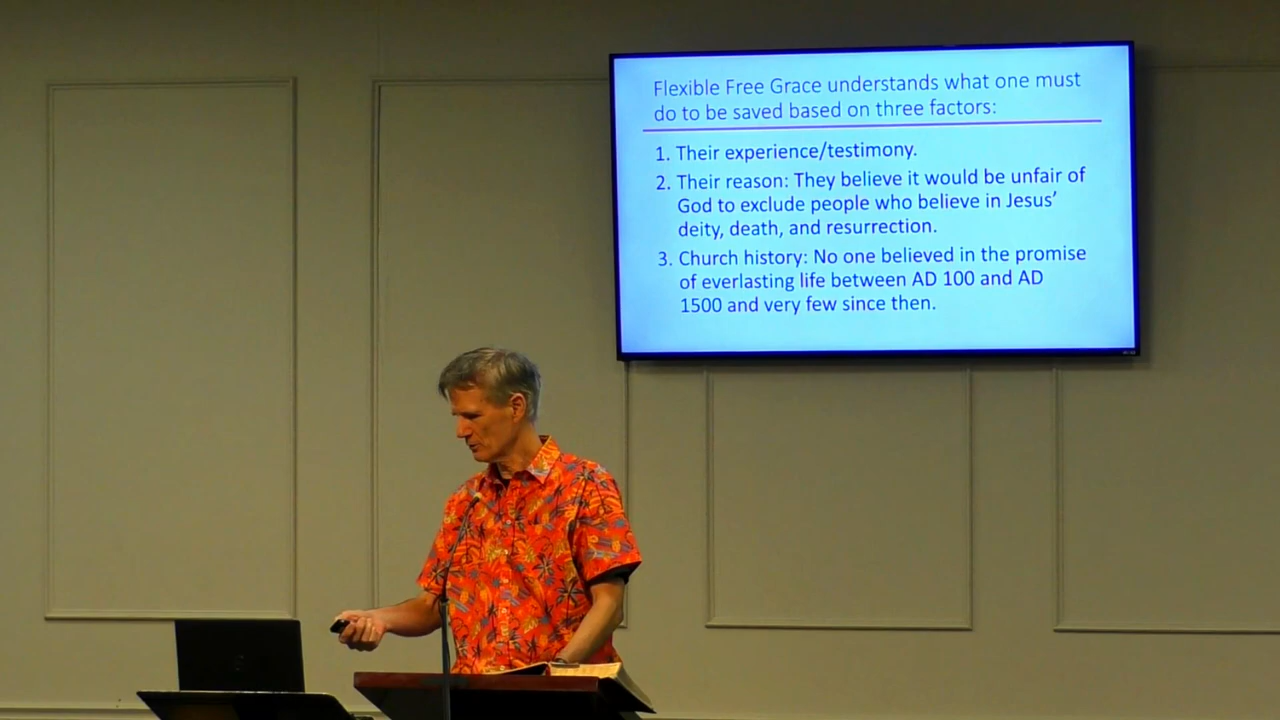 Flexible Free Grace understands what one must
do to be saved based on three factors:
1. Their experience/testimony.
2. Their reason: They believe it would be unfair of
God to exclude people who believe in Jesus’
deity, death, and resurrection.
3. Church history: No one believed in the promise
of everlasting life between AD 100 and AD
1500 and very few since then.